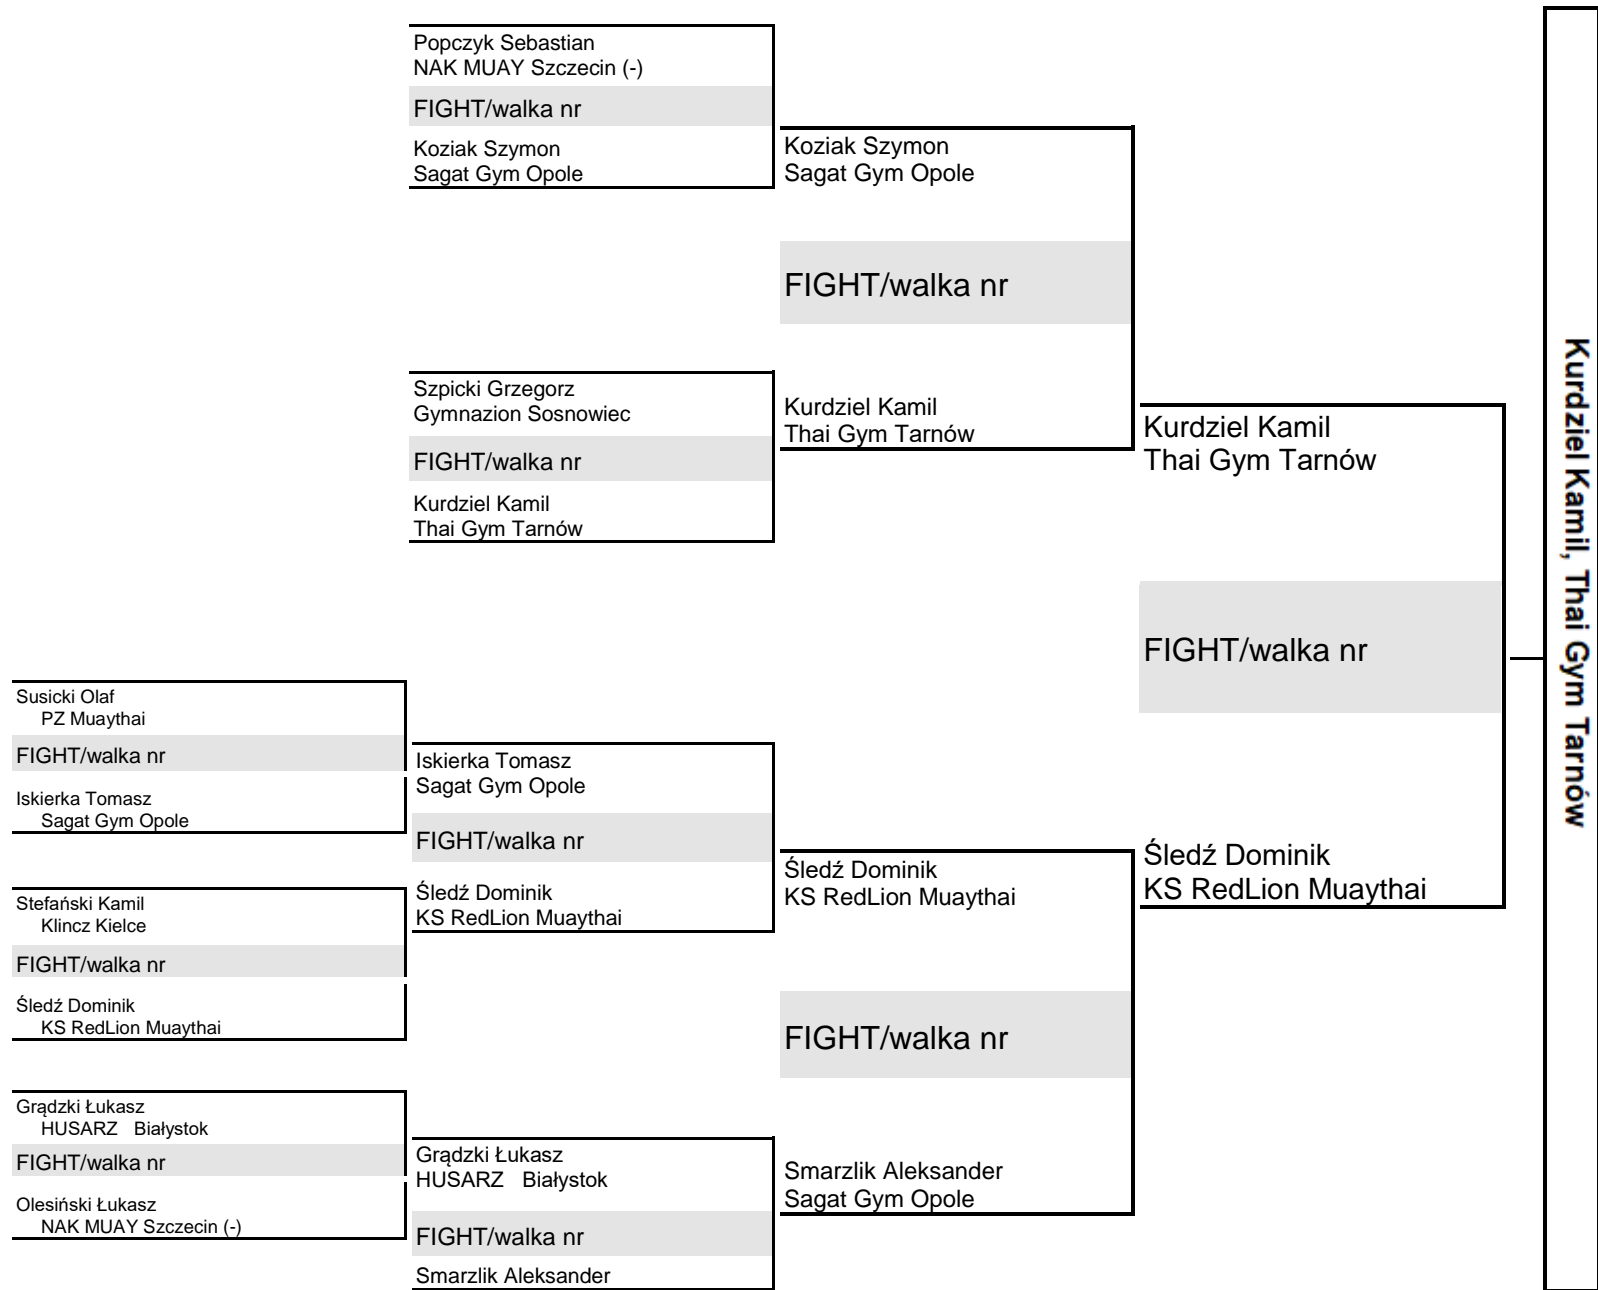 Popczyk Sebastian
NAK MUAY Szczecin (-)
FIGHT/walka nr
Koziak Szymon
Sagat Gym Opole
Koziak Szymon
Sagat Gym Opole
FIGHT/walka nr
Szpicki Grzegorz
Gymnazion Sosnowiec
FIGHT/walka nr
Kurdziel Kamil
Thai Gym Tarnów
Kurdziel Kamil
Thai Gym Tarnów
Kurdziel Kamil
Thai Gym Tarnów
FIGHT/walka nr
Kurdziel Kamil, Thai Gym Tarnów
Susicki Olaf
PZ Muaythai
FIGHT/walka nr
Iskierka Tomasz
Sagat Gym Opole
Iskierka Tomasz
Sagat Gym Opole
FIGHT/walka nr
Śledź Dominik
KS RedLion Muaythai
Stefański Kamil
Klincz Kielce
FIGHT/walka nr
Śledź Dominik
KS RedLion Muaythai
Śledź Dominik
KS RedLion Muaythai
Śledź Dominik
KS RedLion Muaythai
FIGHT/walka nr
Grądzki Łukasz
HUSARZ   Białystok
FIGHT/walka nr
Olesiński Łukasz
NAK MUAY Szczecin (-)
Grądzki Łukasz
HUSARZ   Białystok
FIGHT/walka nr
Smarzlik Aleksander
Smarzlik Aleksander
Sagat Gym Opole